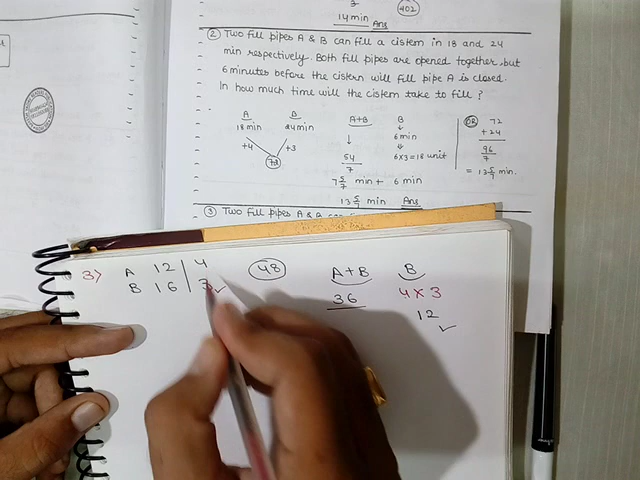 3
402
14 min Ans
② Two fill pipes A & B can fill a cistern in 18 and 24
min respectively. Both fill pipes are opened together, but
6 minutes before the cistern will fill pipe A is closed.
In how much time will the cistern take to fill ?
A B A+B B OR 72
18 min 24 min ↓ ↓ + 24
+4 +3 54/7 6 min 96/7
72 ↓
6×3=18 unit
7 5/7 min + 6 min = 13 5/7 min.
13 5/7 min Ans
③ Two fill pipes A & B can
3> A 12 4 48 A+B B
B 16 3✓ 36 4 × 3
12
✓